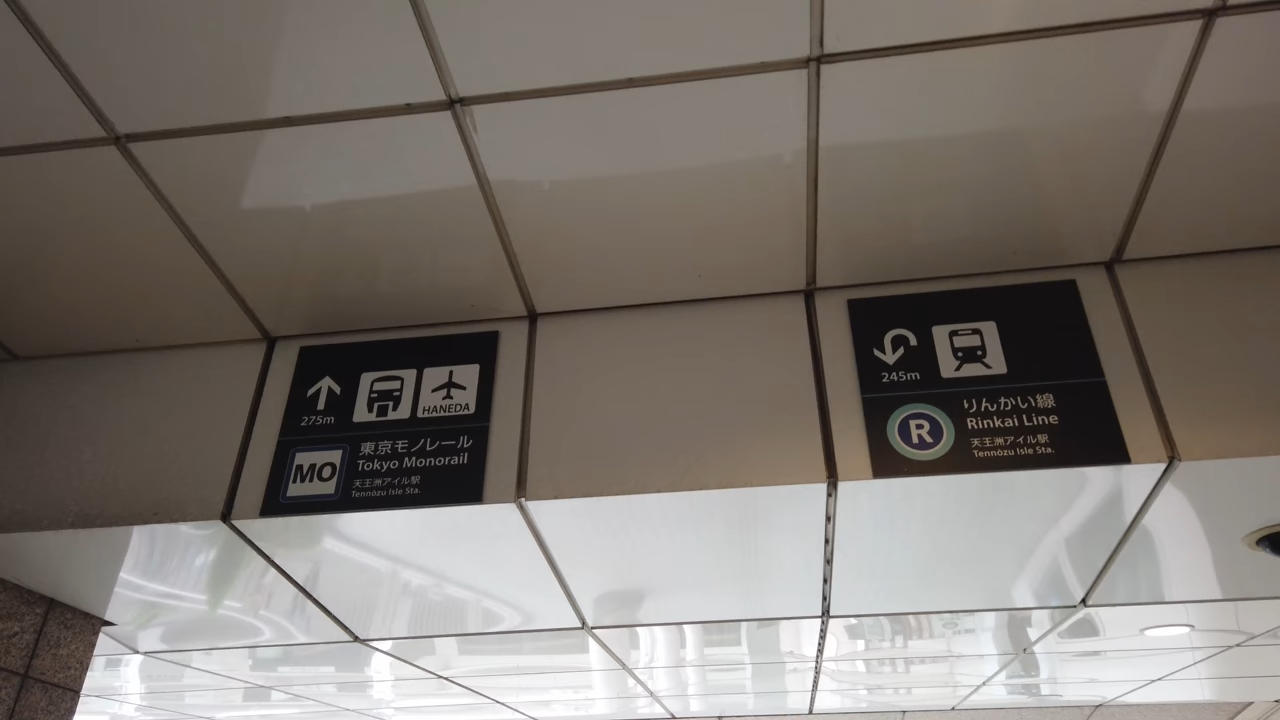 275m
HANEDA
MO
東京モノレール
Tokyo Monorail
天王洲アイル駅
Tennōzu Isle Sta.
245m
R
りんかい線
Rinkai Line
天王洲アイル駅
Tennōzu Isle Sta.